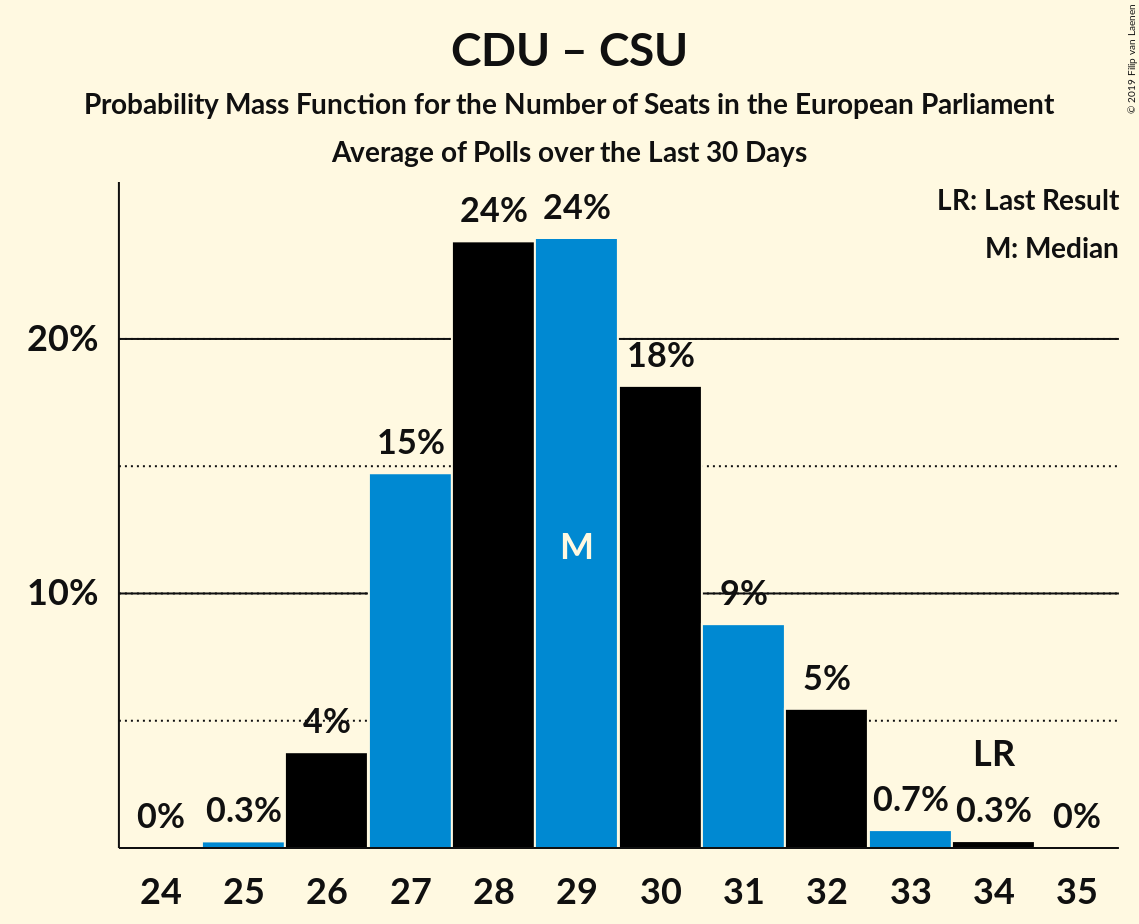 CDU – CSU
Probability Mass Function for the Number of Seats in the European Parliament
Average of Polls over the Last 30 Days
© 2019 Filip van Laenen
LR: Last Result
M: Median
24% 24%
20%
18%
15%
M
10%
9%
5%
4%
LR
0% 0.3% 0.7% 0.3% 0%
24 25 26 27 28 29 30 31 32 33 34 35